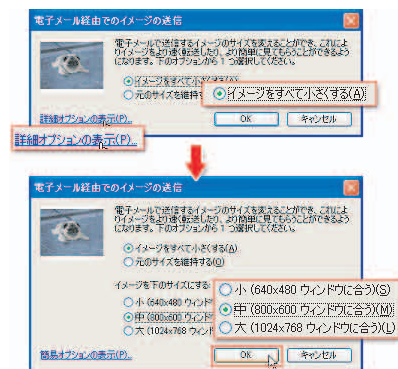 電子メール経由でのイメージの送信
電子メールで送信するイメージのサイズを変えることができ、これによ
りイメージをより速く転送したり、より簡単に見てもらうことができるよう
になります。下のオプションから 1 つ選択してください。
イメージをすべて小さくする(A)
元のサイズを維持す
イメージをすべて小さくする(A)
詳細オプションの表示(P)...
OK
キャンセル
詳細オプションの表示(P)...
電子メール経由でのイメージの送信
電子メールで送信するイメージのサイズを変えることができ、これによ
りイメージをより速く転送したり、より簡単に見てもらうことができるよう
になります。下のオプションから 1 つ選択してください。
イメージをすべて小さくする(A)
元のサイズを維持する(O)
イメージを下のサイズにする:
小 (640x480 ウィンド
中 (800x600 ウィンド
大 (1024x768 ウィン
小 (640x480 ウィンドウに合う)(S)
中 (800x600 ウィンドウに合う)(M)
大 (1024x768 ウィンドウに合う)(L)
簡易オプションの表示(P)...
OK
キャンセル